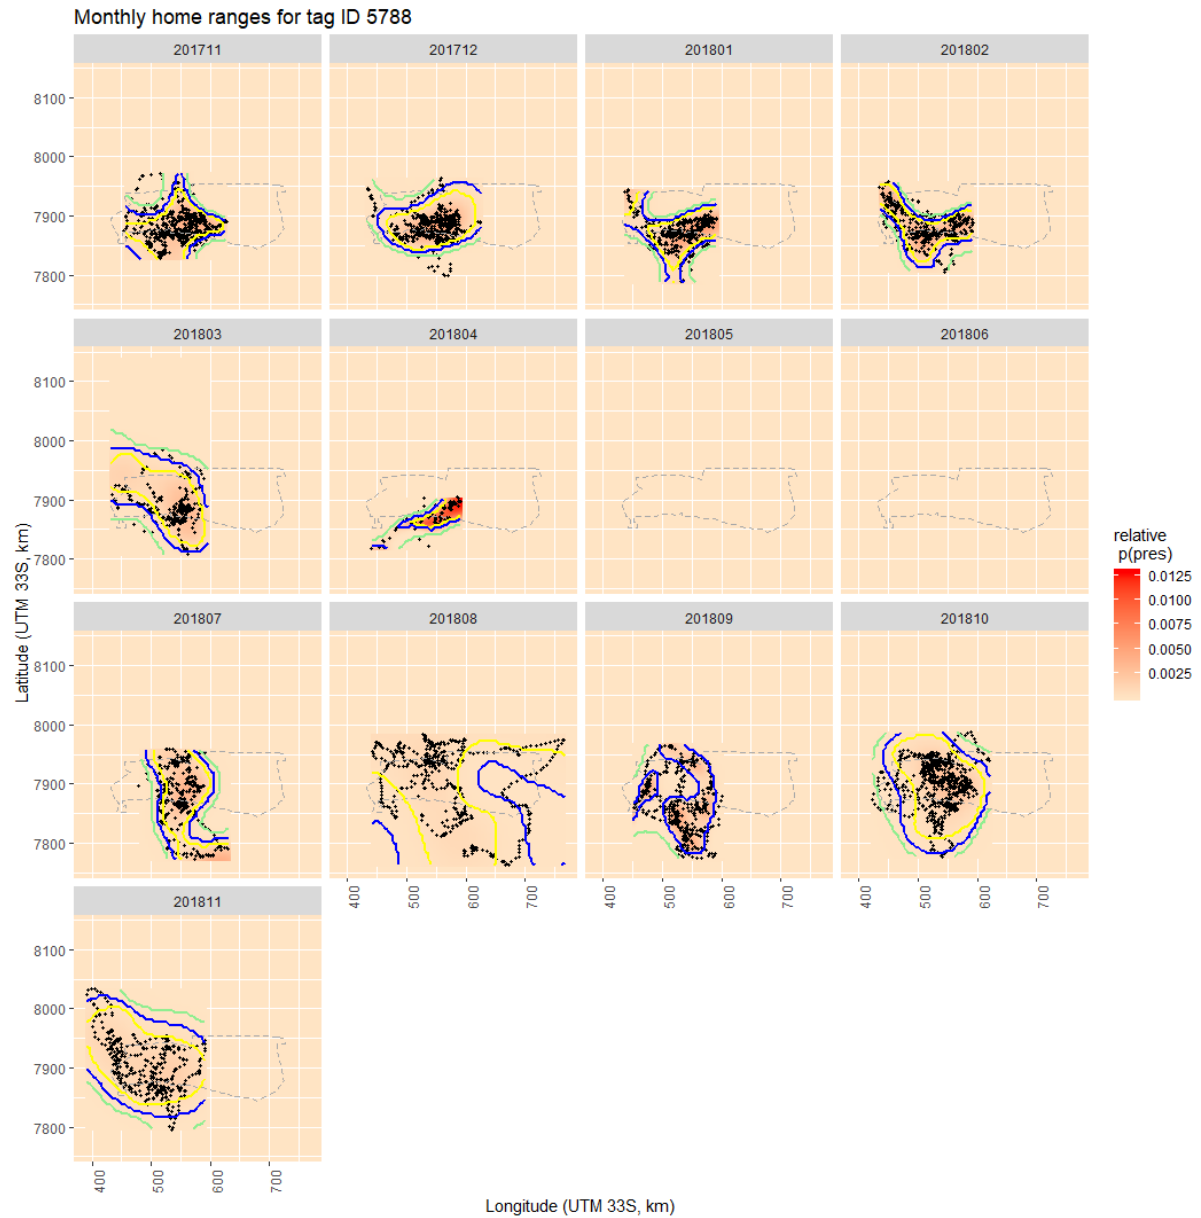 Monthly home ranges for tag ID 5788
201711 201712 201801 201802
8100
8000
7900
7800
201803 201804 201805 201806
8100
8000
7900
7800
201807 201808 201809 201810
8100
8000
7900
7800
400 500 600 700 400 500 600 700 400 500 600 700
201811
8100
8000
7900
7800
400 500 600 700
Latitude (UTM 33S, km)
Longitude (UTM 33S, km)
relative
p(pres)
0.0125
0.0100
0.0075
0.0050
0.0025